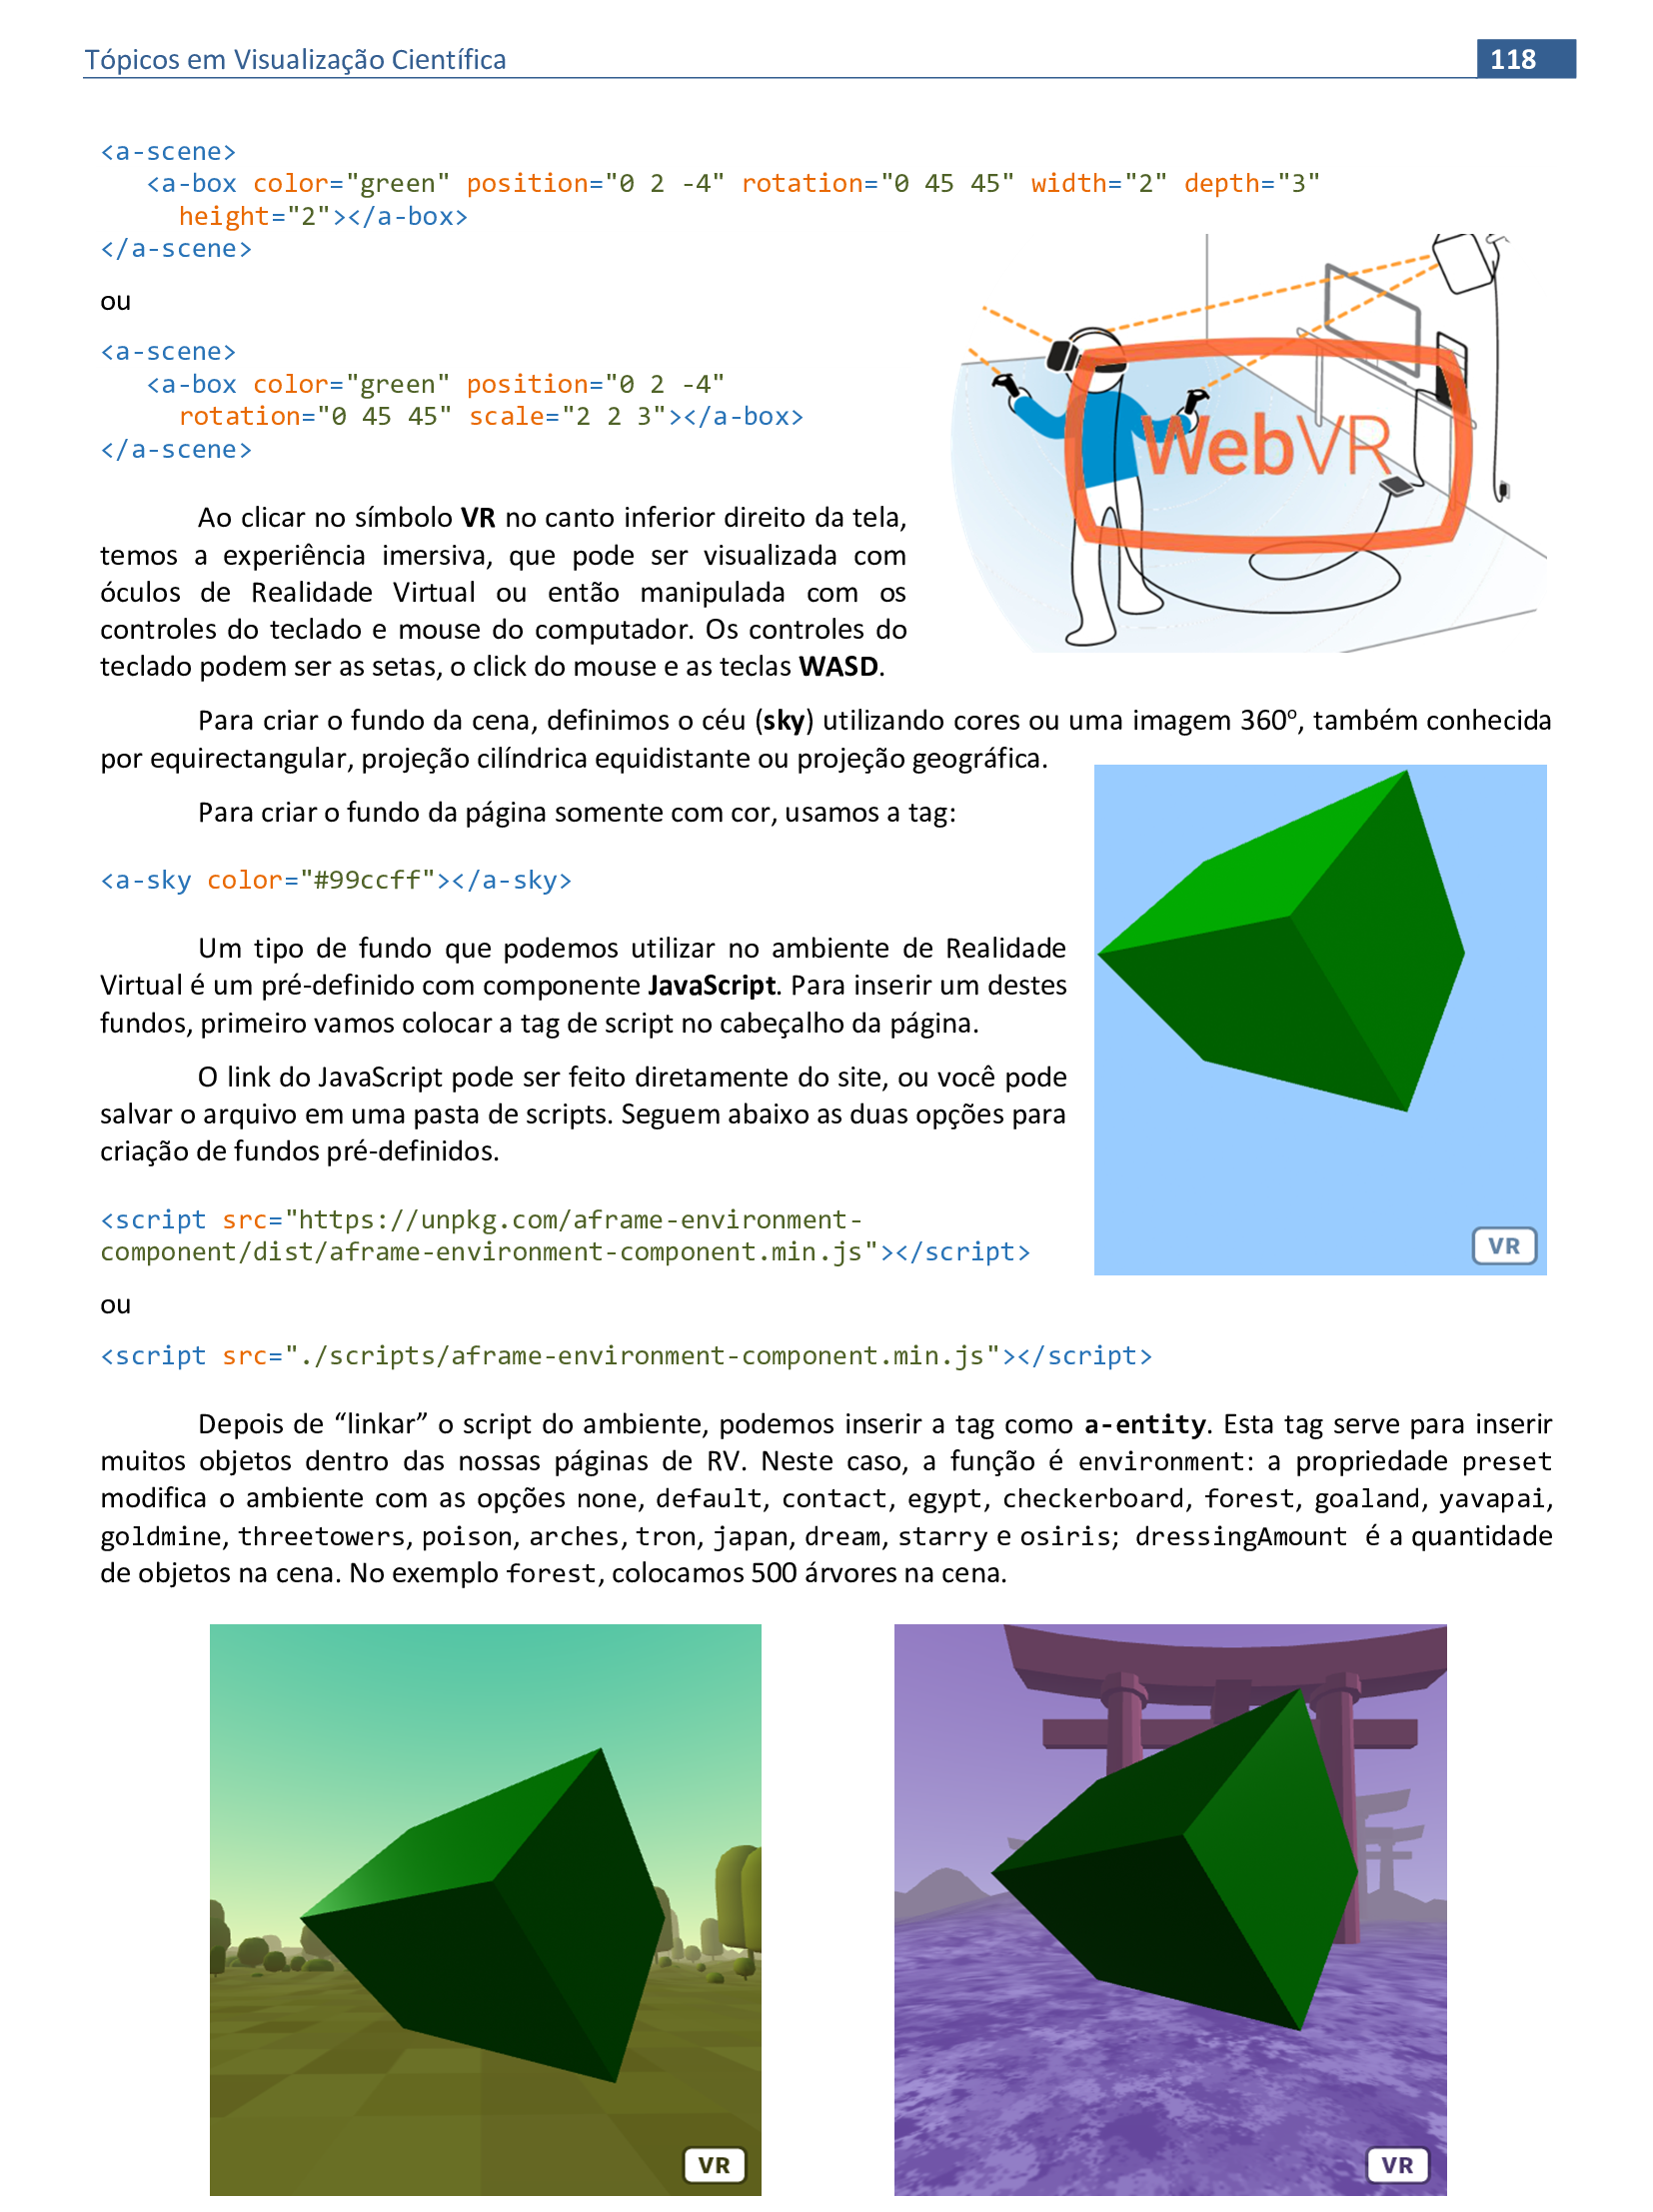 Tópicos em Visualização Científica
118
<a-scene>
<a-box color="green" position="0 2 -4" rotation="0 45 45" width="2" depth="3"
height="2"></a-box>
</a-scene>
ou
<a-scene>
<a-box color="green" position="0 2 -4"
rotation="0 45 45" scale="2 2 3"></a-box>
</a-scene>
WebVR
Ao clicar no símbolo VR no canto inferior direito da tela,
temos a experiência imersiva, que pode ser visualizada com
óculos de Realidade Virtual ou então manipulada com os
controles do teclado e mouse do computador. Os controles do
teclado podem ser as setas, o click do mouse e as teclas WASD.
Para criar o fundo da cena, definimos o céu (sky) utilizando cores ou uma imagem 360º, também conhecida
por equirectangular, projeção cilíndrica equidistante ou projeção geográfica.
Para criar o fundo da página somente com cor, usamos a tag:
<a-sky color="#99ccff"></a-sky>
Um tipo de fundo que podemos utilizar no ambiente de Realidade
Virtual é um pré-definido com componente JavaScript. Para inserir um destes
fundos, primeiro vamos colocar a tag de script no cabeçalho da página.
O link do JavaScript pode ser feito diretamente do site, ou você pode
salvar o arquivo em uma pasta de scripts. Seguem abaixo as duas opções para
criação de fundos pré-definidos.
<script src="https://unpkg.com/aframe-environment-
component/dist/aframe-environment-component.min.js"></script>
VR
ou
<script src="./scripts/aframe-environment-component.min.js"></script>
Depois de “linkar” o script do ambiente, podemos inserir a tag como a-entity. Esta tag serve para inserir
muitos objetos dentro das nossas páginas de RV. Neste caso, a função é environment: a propriedade preset
modifica o ambiente com as opções none, default, contact, egypt, checkerboard, forest, goaland, yavapai,
goldmine, threetowers, poison, arches, tron, japan, dream, starry e osiris; dressingAmount é a quantidade
de objetos na cena. No exemplo forest, colocamos 500 árvores na cena.
VR
VR